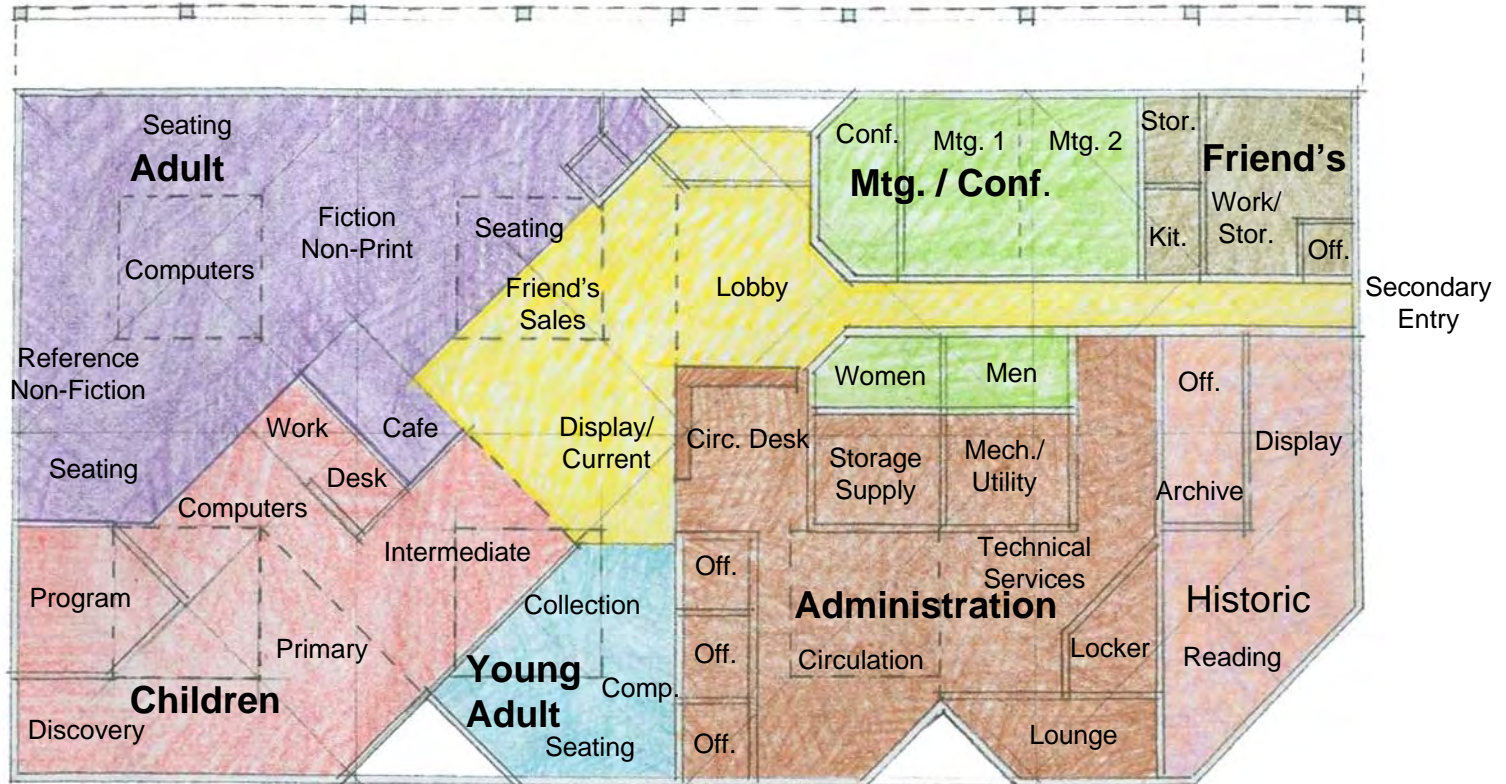 Seating
Adult
Computers
Fiction
Non-Print
Seating
Reference
Non-Fiction
Seating
Cafe
Friend's
Sales
Lobby
Display/
Current
Conf.
Mtg. 1
Mtg. 2
Mtg. / Conf.
Stor.
Friend's
Work/
Stor.
Kit.
Off.
Secondary
Entry
Women
Men
Circ. Desk
Storage
Supply
Mech./
Utility
Off.
Display
Archive
Historic
Reading
Work
Desk
Computers
Intermediate
Program
Primary
Children
Discovery
Collection
Young
Adult
Comp.
Seating
Off.
Off.
Off.
Technical
Services
Administration
Circulation
Locker
Lounge